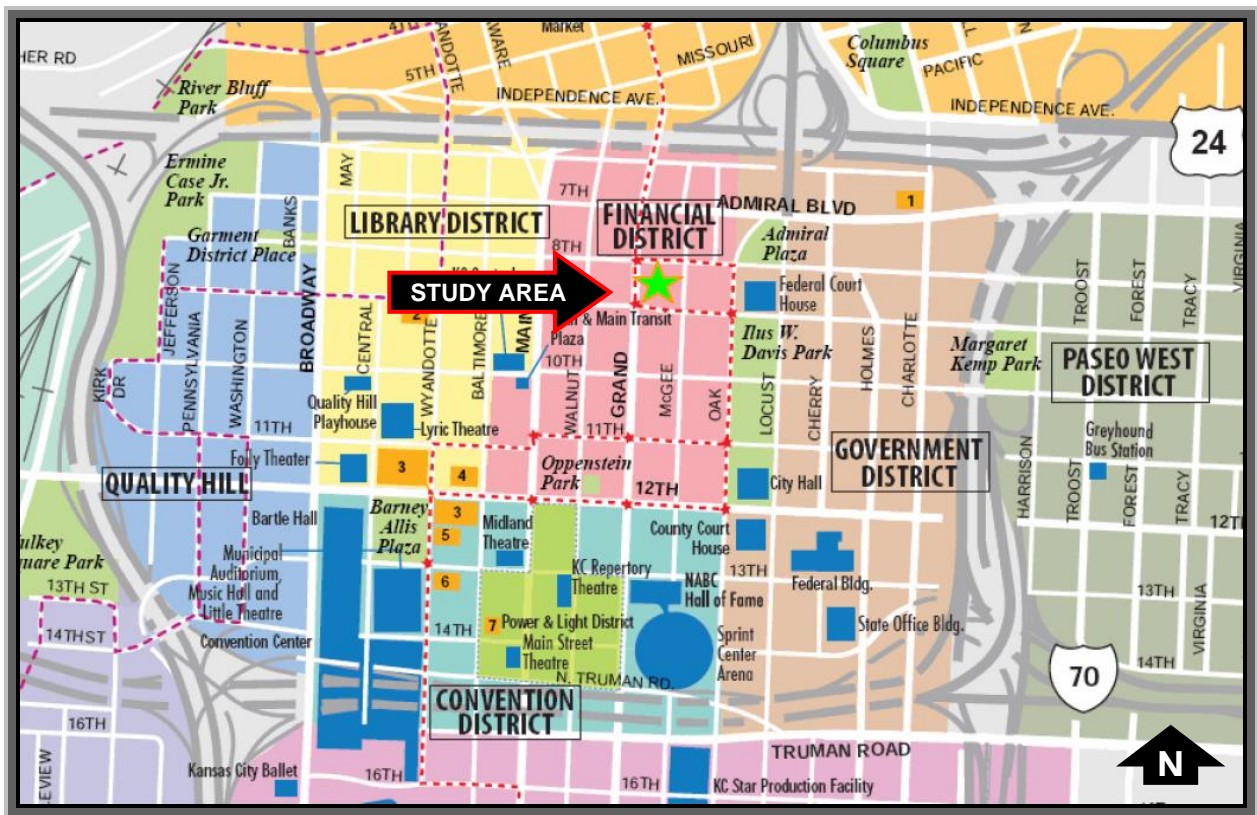 HER RD
4TH
ANDOTTE
WARE
Market
MISSOURI
Columbus
Square
PACIFIC
5TH
River Bluff
Park
INDEPENDENCE AVE.
INDEPENDENCE AVE.
24
Ermine
Case Jr.
Park
MAY
7TH
BANKS
LIBRARY DISTRICT
FINANCIAL
DISTRICT
ADMIRAL BLVD
1
Garment
District Place
8TH
Admiral
Plaza
VIRGINIA
TROOST
FOREST
TRACY
STUDY AREA
Federal Court
House
JEFFERSON
PENNSYLVANIA
WASHINGTON
BROADWAY
CENTRAL
2
WYANDOTTE
BALTIMORE
MAIN
& Main Transit
Plaza
10TH
Ilus W.
Davis Park
HOLMES
CHARLOTTE
Margaret
Kemp Park
PASEO WEST
DISTRICT
KIRK
DR
Quality Hill
Playhouse
Lyric Theatre
WALNUT
GRAND
McGEE
OAK
LOCUST
CHERRY
11TH
11TH
Greyhound
Bus Station
GOVERNMENT
DISTRICT
Folly Theater
3
4
Oppenstein
Park
12TH
City Hall
QUALITY HILL
HARRISON
TROOST
FOREST
TRACY
12T
Bartle Hall
Barney
Allis
Plaza
3
5
Midland
Theatre
County Court
House
ulkey
uare Park
Municipal
Auditorium,
Music Hall and
Little Theatre
6
KC Repertory
Theatre
NABC
Hall of Fame
13TH
Federal Bldg.
13TH ST
13TH
VIRGINIA
14TH ST
Convention Center
14TH
7
Power & Light District
Main Street
Theatre
Sprint
Center
Arena
State Office Bldg.
14TH
N. TRUMAN RD.
70
CONVENTION
DISTRICT
16TH
TRUMAN ROAD
N
EVIEW
Kansas City Ballet
16TH
16TH
KC Star Production Facility